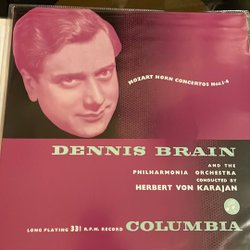 MOZART HORN CONCERTOS Nos.1-4
DENNIS BRAIN
AND THE
PHILHARMONIA ORCHESTRA
CONDUCTED BY
HERBERT VON KARAJAN
LONG PLAYING 33⅓ R.P.M. RECORD COLUMBIA